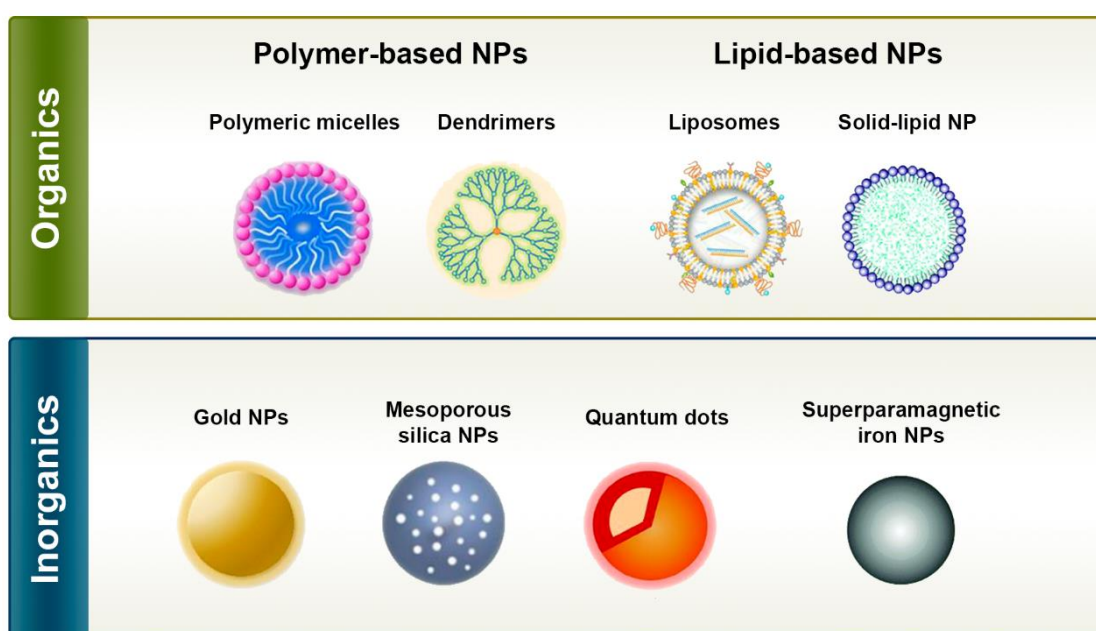 Organics
Polymer-based NPs
Lipid-based NPs
Polymeric micelles
Dendrimers
Liposomes
Solid-lipid NP
Inorganics
Gold NPs
Mesoporous
silica NPs
Quantum dots
Superparamagnetic
iron NPs